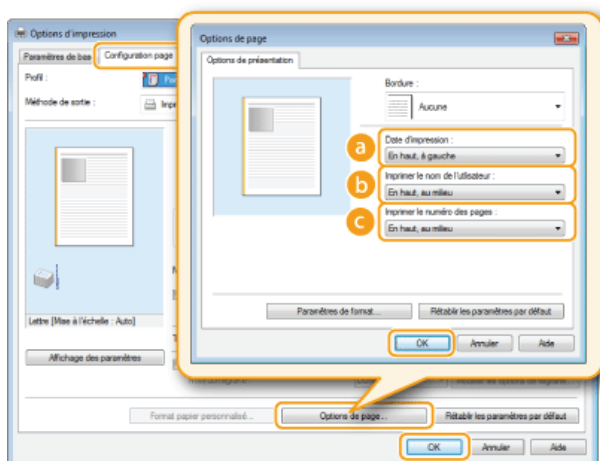 Options d'impression
Paramètres de base
Configuration page
Profil :
Méthode de sortie :
Lettre [Mise à l'échelle : Auto]
Affichage des paramètres
Format papier personnalisé...
Options de page...
Rétablir les paramètres par défaut
OK
Annuler
Aide
Options de page
Options de présentation
Bordure :
Aucune
a
Date d'impression :
En haut, à gauche
b
Imprimer le nom de l'utilisateur :
En haut, au milieu
c
Imprimer le numéro des pages :
En haut, au milieu
Paramètres de format...
Rétablir les paramètres par défaut
OK
Annuler
Aide